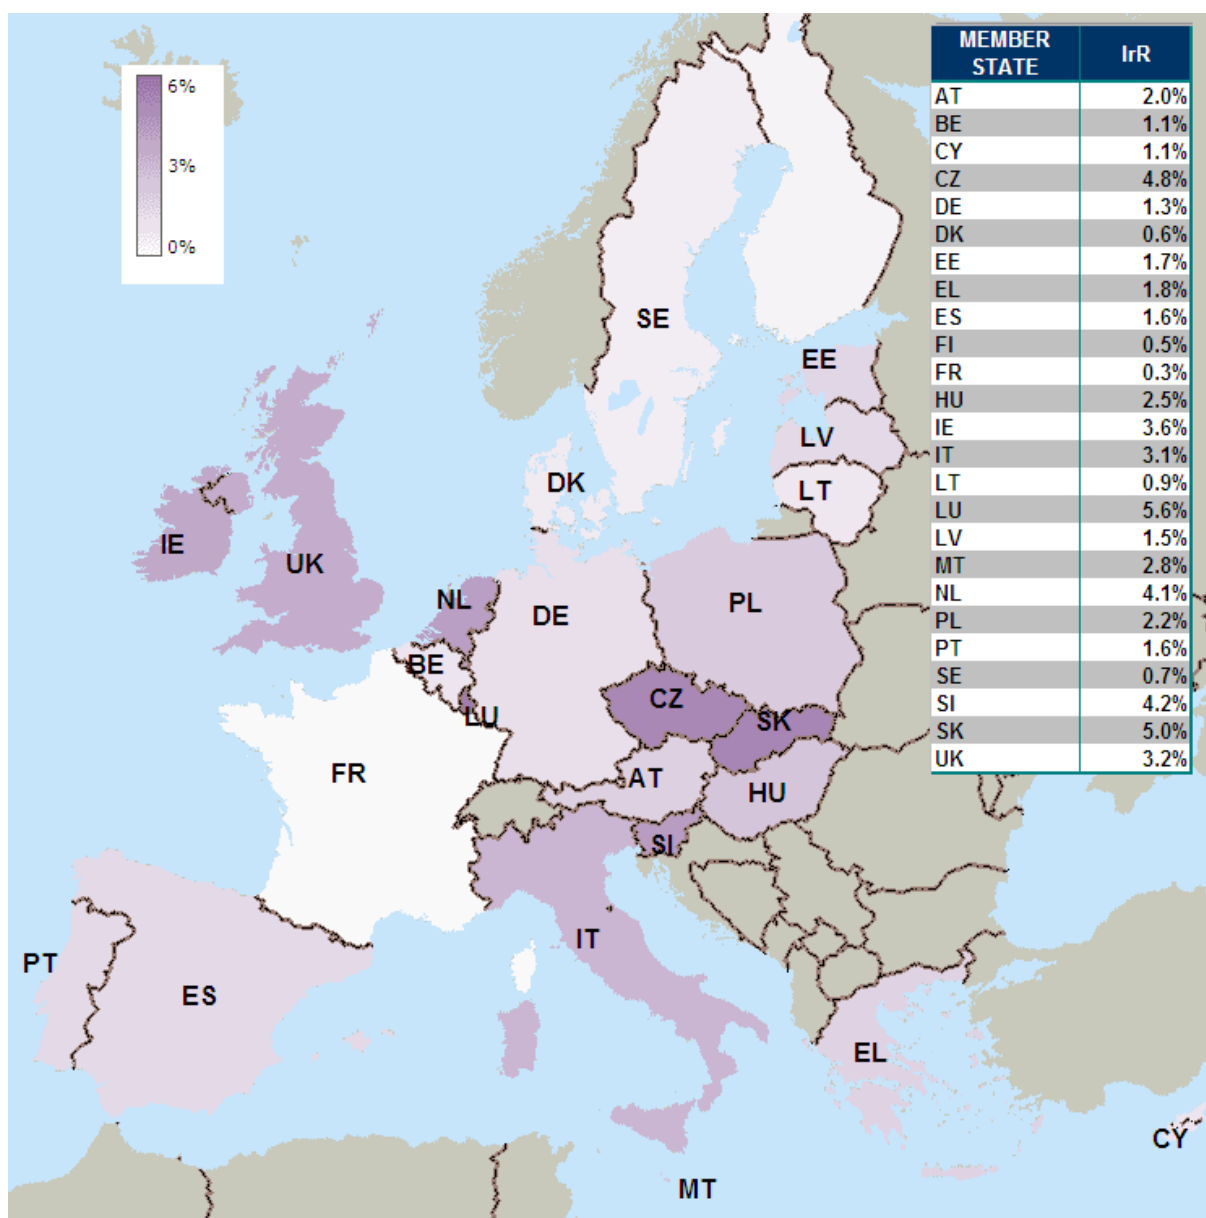 6%
3%
0%
MEMBER STATE IrR
AT 2.0%
BE 1.1%
CY 1.1%
CZ 4.8%
DE 1.3%
DK 0.6%
EE 1.7%
EL 1.8%
ES 1.6%
FI 0.5%
FR 0.3%
HU 2.5%
IE 3.6%
IT 3.1%
LT 0.9%
LU 5.6%
LV 1.5%
MT 2.8%
NL 4.1%
PL 2.2%
PT 1.6%
SE 0.7%
SI 4.2%
SK 5.0%
UK 3.2%
SE
EE
LV
DK
LT
IE
UK
NL
DE
PL
BE
CZ
LU
SK
FR
AT
HU
SI
IT
PT
ES
EL
CY
MT